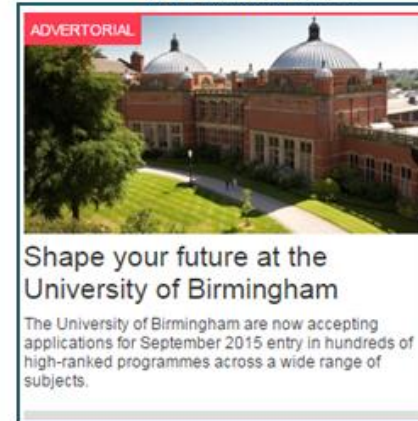 ADVERTORIAL
Shape your future at the
University of Birmingham
The University of Birmingham are now accepting
applications for September 2015 entry in hundreds of
high-ranked programmes across a wide range of
subjects.